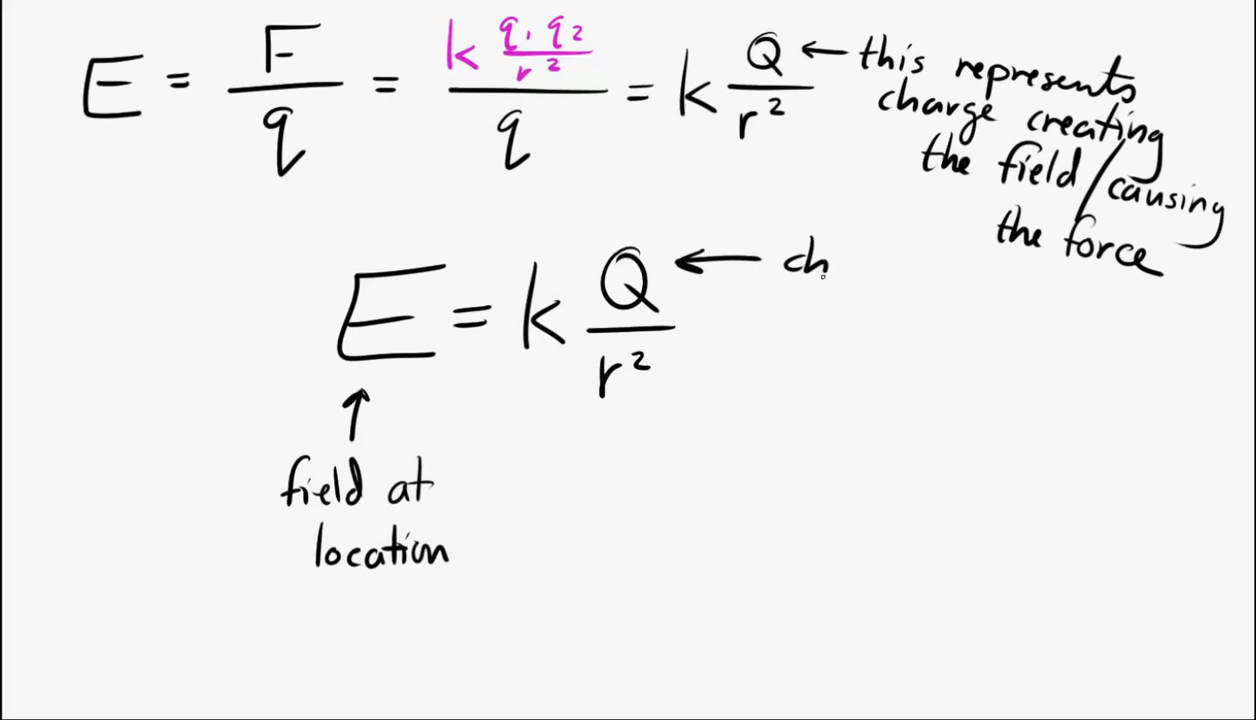 E = F/q = (k q₁ q₂/r²)/q = k Q/r² ← this represents
charge creating
the field/causing
the force
E = k Q/r² ← ch
↑
field at
location